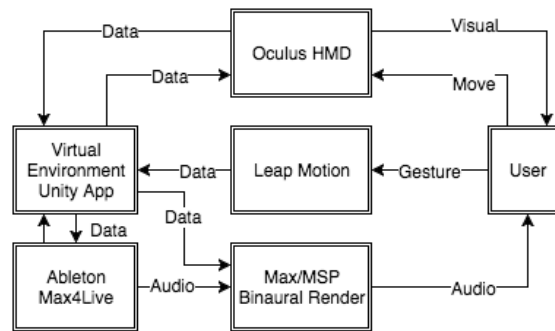 Data
Oculus HMD
Visual
Data
Move
Virtual
Environment
Unity App
Data
Leap Motion
Gesture
User
Data
Data
Ableton
Max4Live
Audio
Max/MSP
Binaural Render
Audio